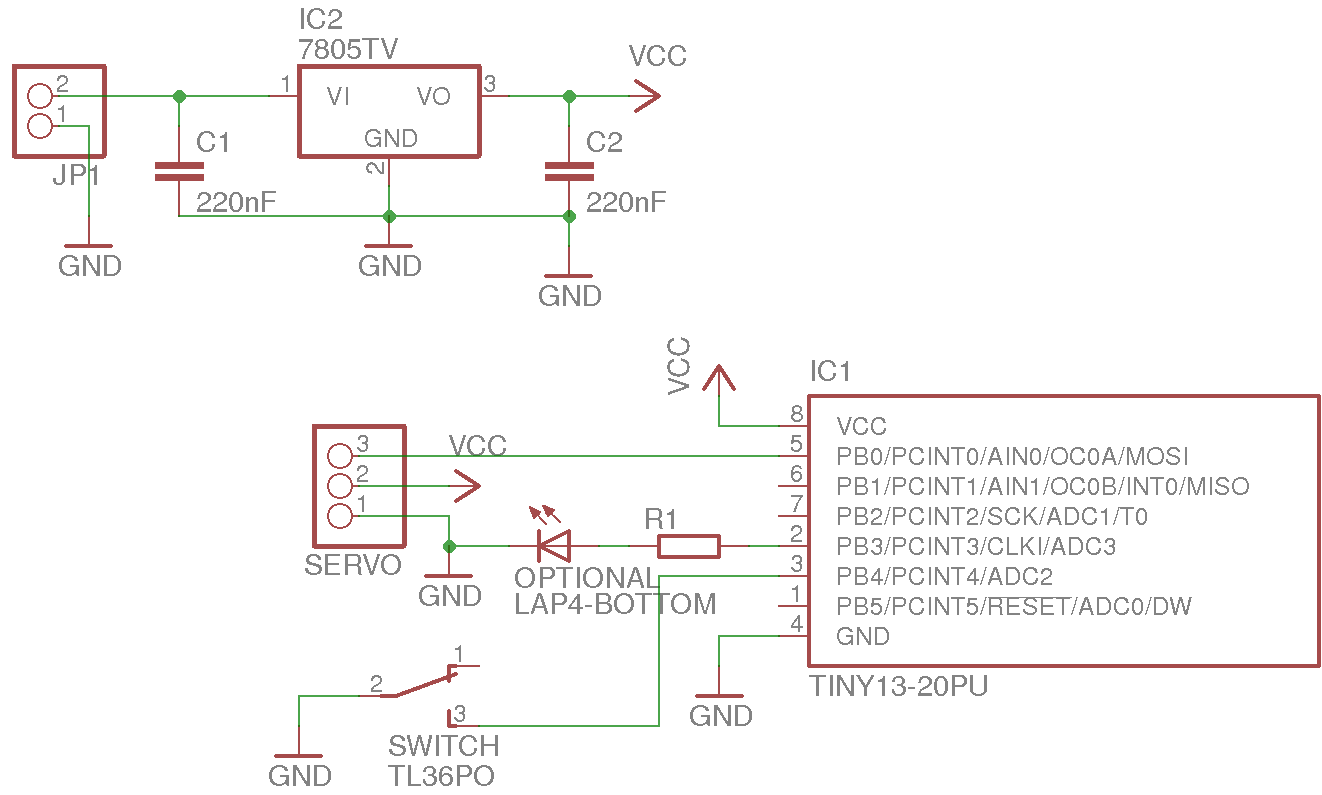 IC2
7805TV
VCC
2
1
JP1
1
VI
VO
3
GND
2
C1
220nF
C2
220nF
GND
GND
GND
VCC
IC1
8
VCC
5
PB0/PCINT0/AIN0/OC0A/MOSI
6
PB1/PCINT1/AIN1/OC0B/INT0/MISO
7
PB2/PCINT2/SCK/ADC1/T0
2
PB3/PCINT3/CLKI/ADC3
3
PB4/PCINT4/ADC2
1
PB5/PCINT5/RESET/ADC0/DW
4
GND
TINY13-20PU
GND
3
VCC
2
1
SERVO
GND
R1
OPTIONAL
LAP4-BOTTOM
1
2
3
SWITCH
TL36PO
GND